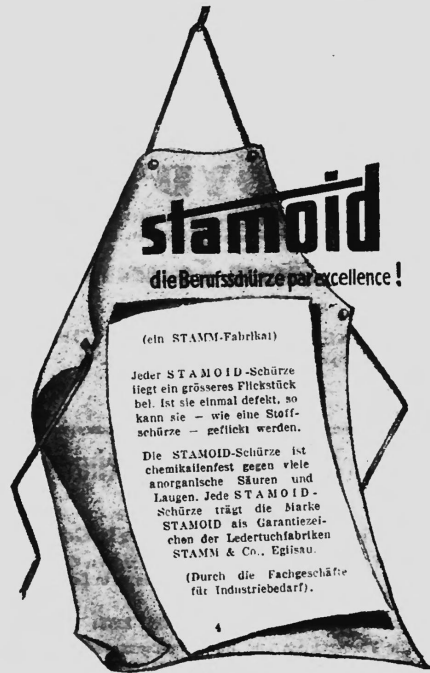 stamoid
die Berufsschürze par excellence!
(ein STAMM-Fabrikat)
Jeder STAMOID-Schürze
liegt ein grösseres Flickstück
bei. Ist sie einmal defekt, so
kann sie — wie eine Stoff-
schürze — geflickt werden.
Die STAMOID-Schürze ist
chemikalienfest gegen viele
anorganische Säuren und
Laugen. Jede STAMOID-
Schürze trägt die Marke
STAMOID als Garantiezei-
chen der Ledertuchfabriken
STAMM & Co., Eglisau.
(Durch die Fachgeschäfte
für Industriebedarf).
4